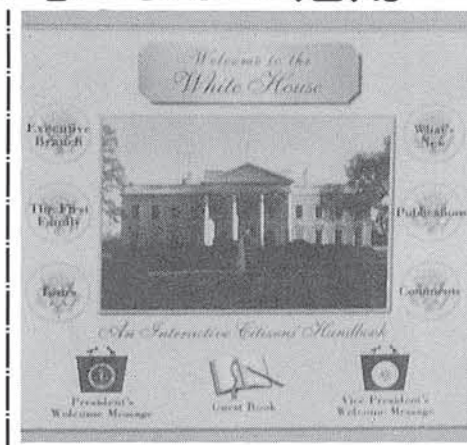 Welcome to the
White House
Executive
Branch
What's
New
The First
Family
Publications
Tours
Comments
An Interactive Citizens' Handbook
President's
Welcome Message
Guest Book
Vice President's
Welcome Message